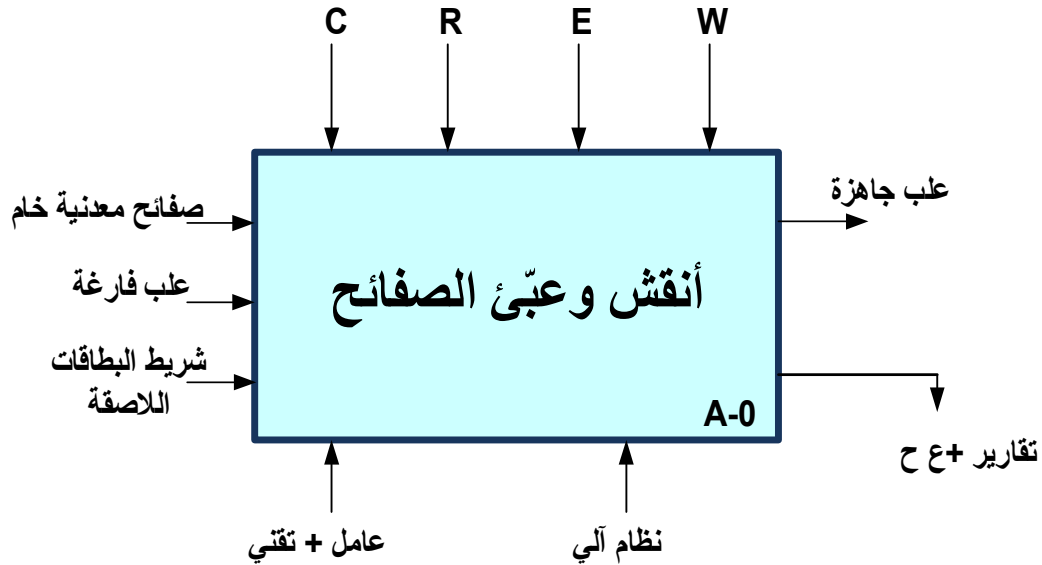 C R E W
صفائح معدنية خام
علب جاهزة
علب فارغة
أنقش وعبّئ الصفائح
شريط البطاقات
اللاصقة
A-0
تقارير +ع ح
عامل + تقني
نظام آلي